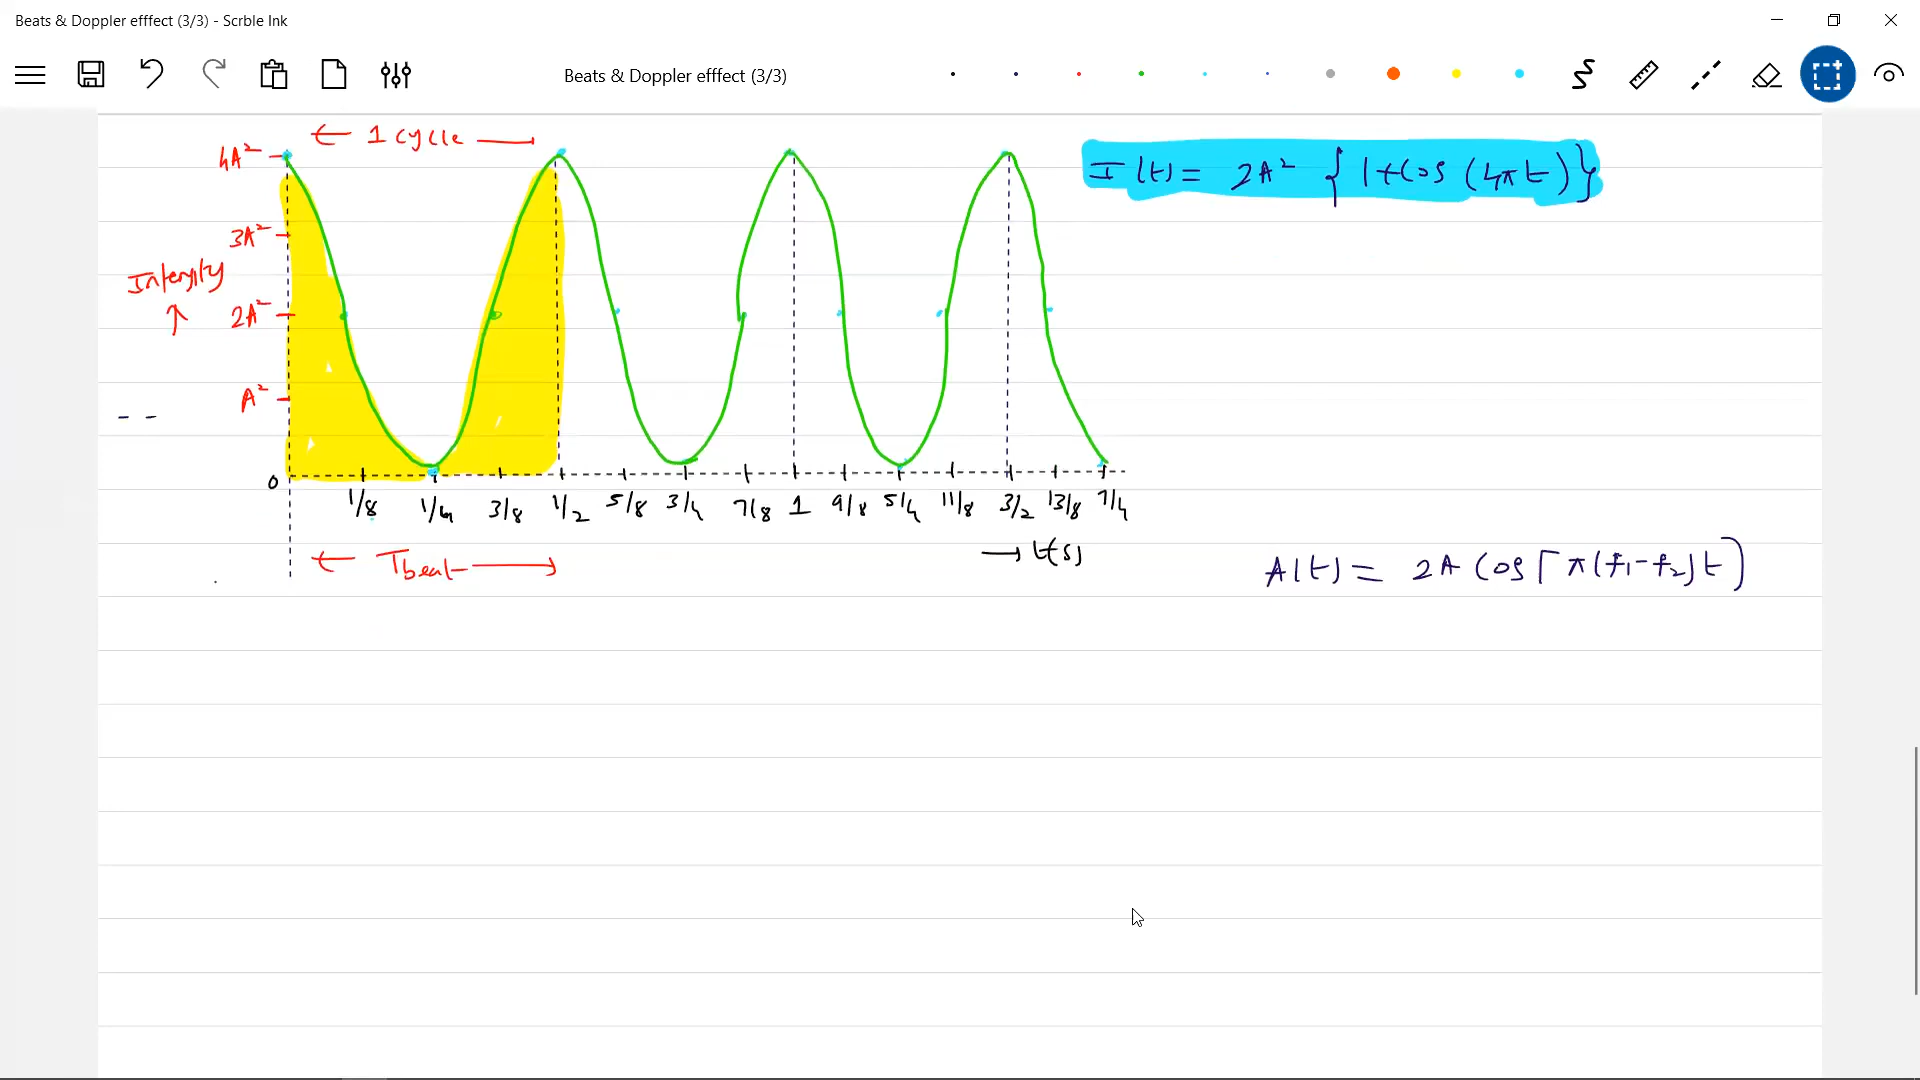 Beats & Doppler efffect (3/3) - Scrble Ink
Beats & Doppler efffect (3/3)
← 1 cycle —
4A²
I(t) = 2A² {1+Cos (4πt)}
3A²
Intensity
↑
2A²
A²
0
1/8 1/4 3/8 1/2 5/8 3/4 7/8 1 9/8 5/4 11/8 3/2 13/8 7/4
→ t(s)
← Tbeat →
A(t) = 2A Cos[π(f₁-f₂)t]